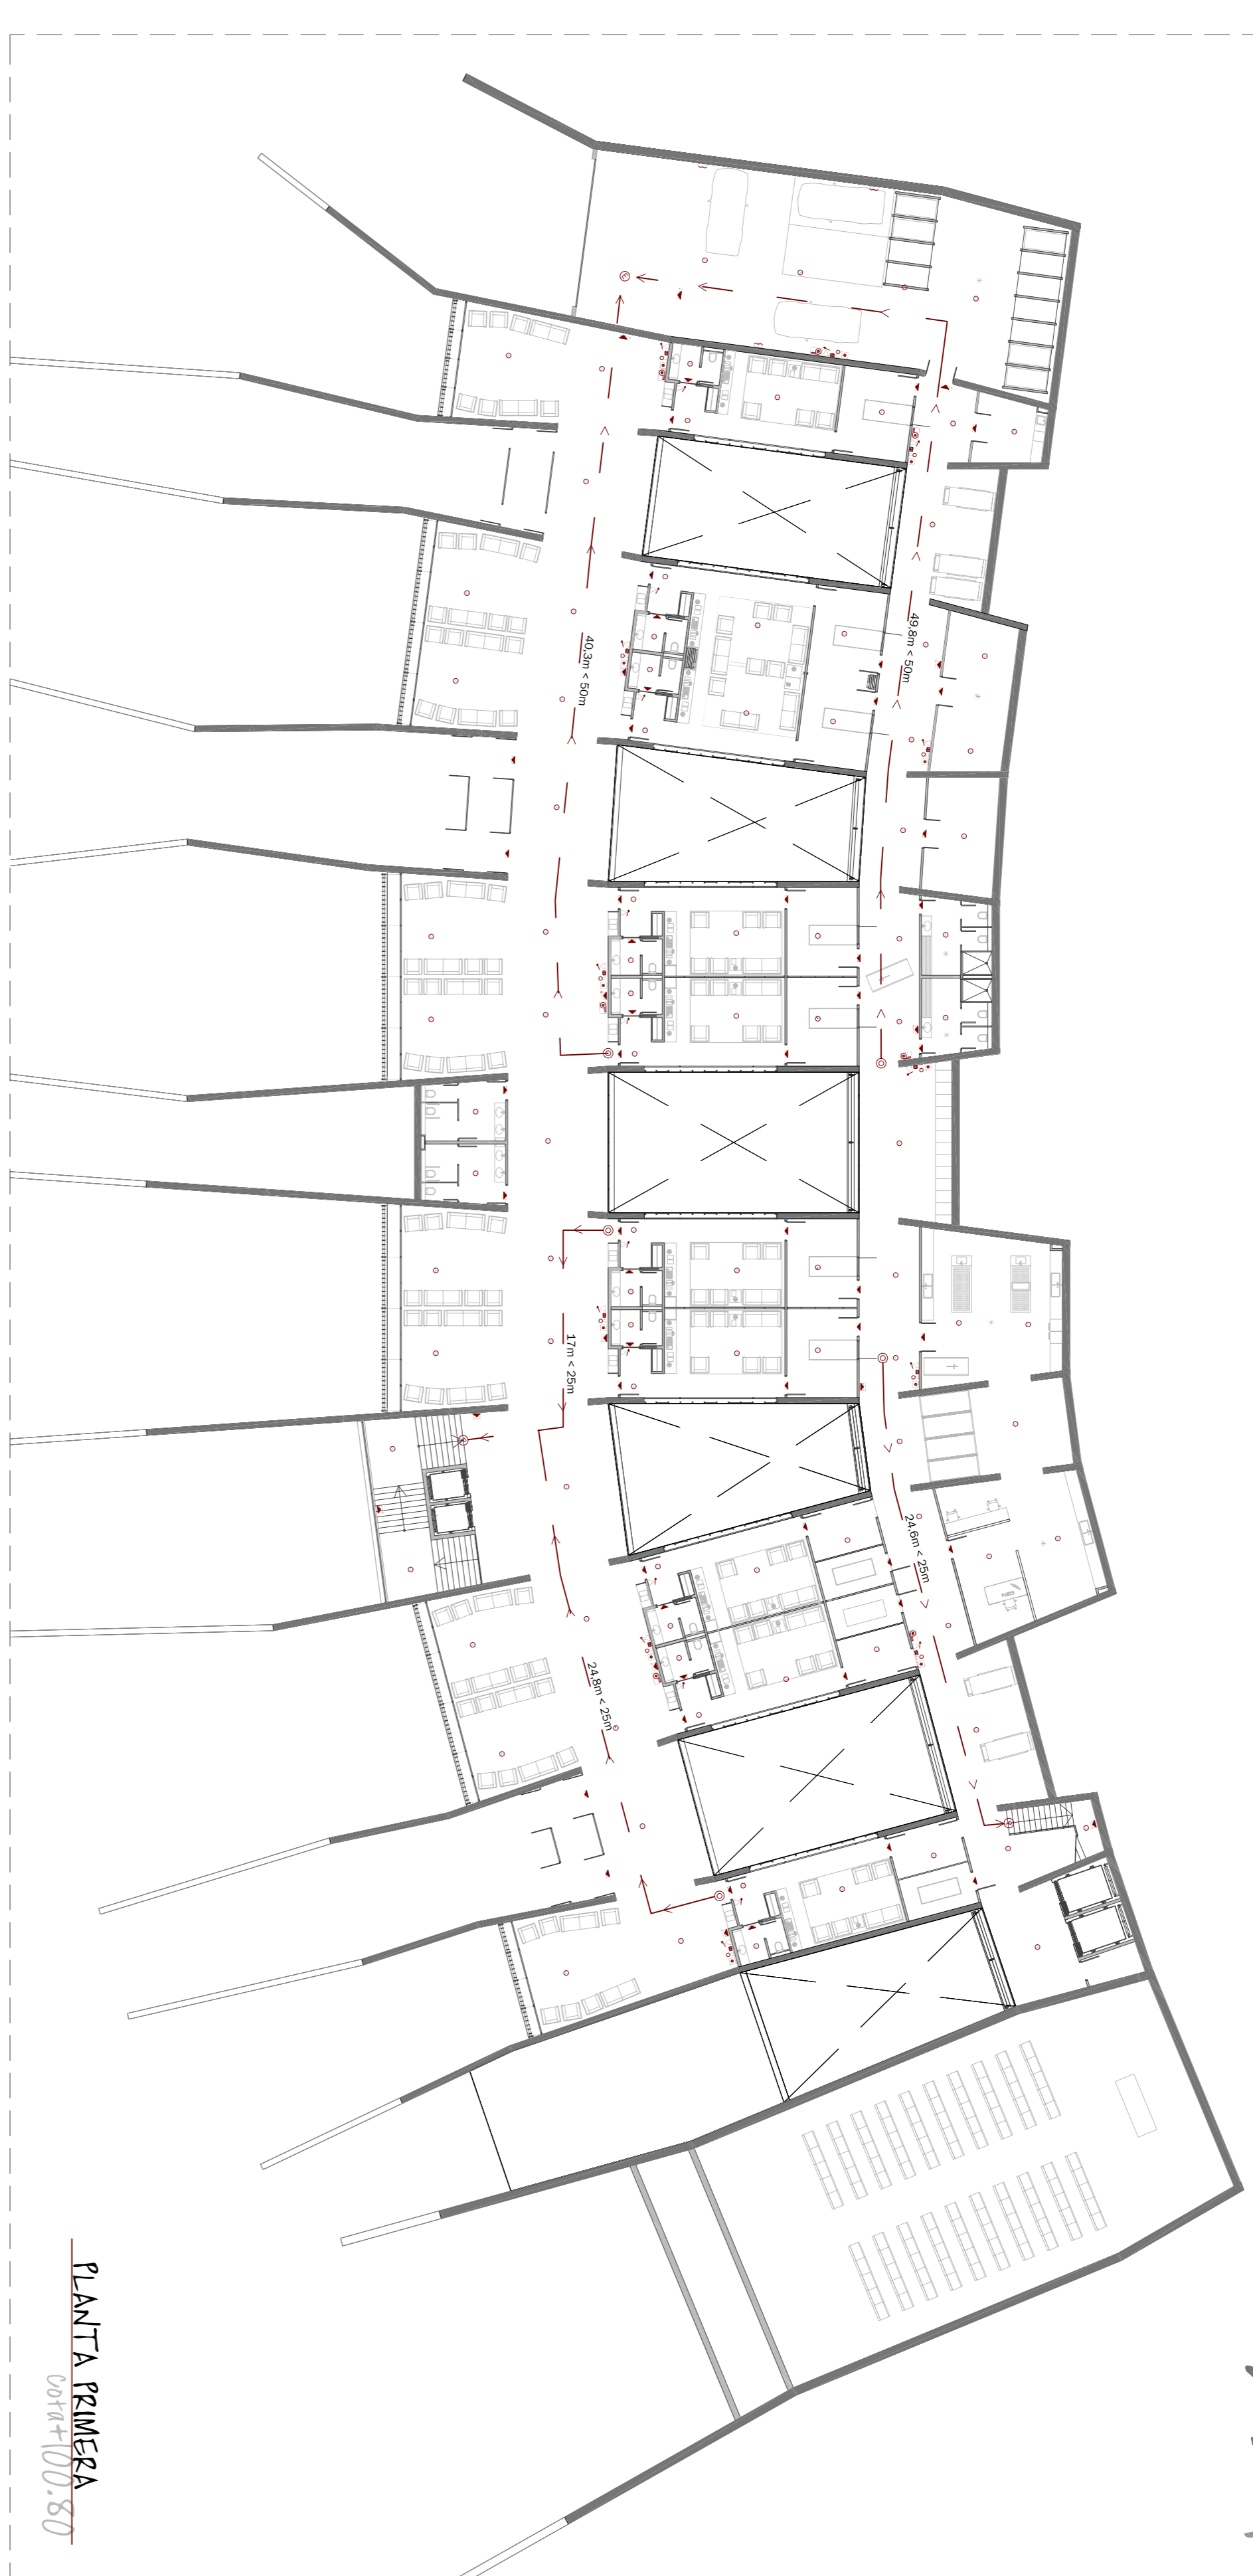 49,8m < 50m
40,3m < 50m
17m < 25m
24,6m < 25m
24,8m < 25m
PLANTA PRIMERA
cota+100.80